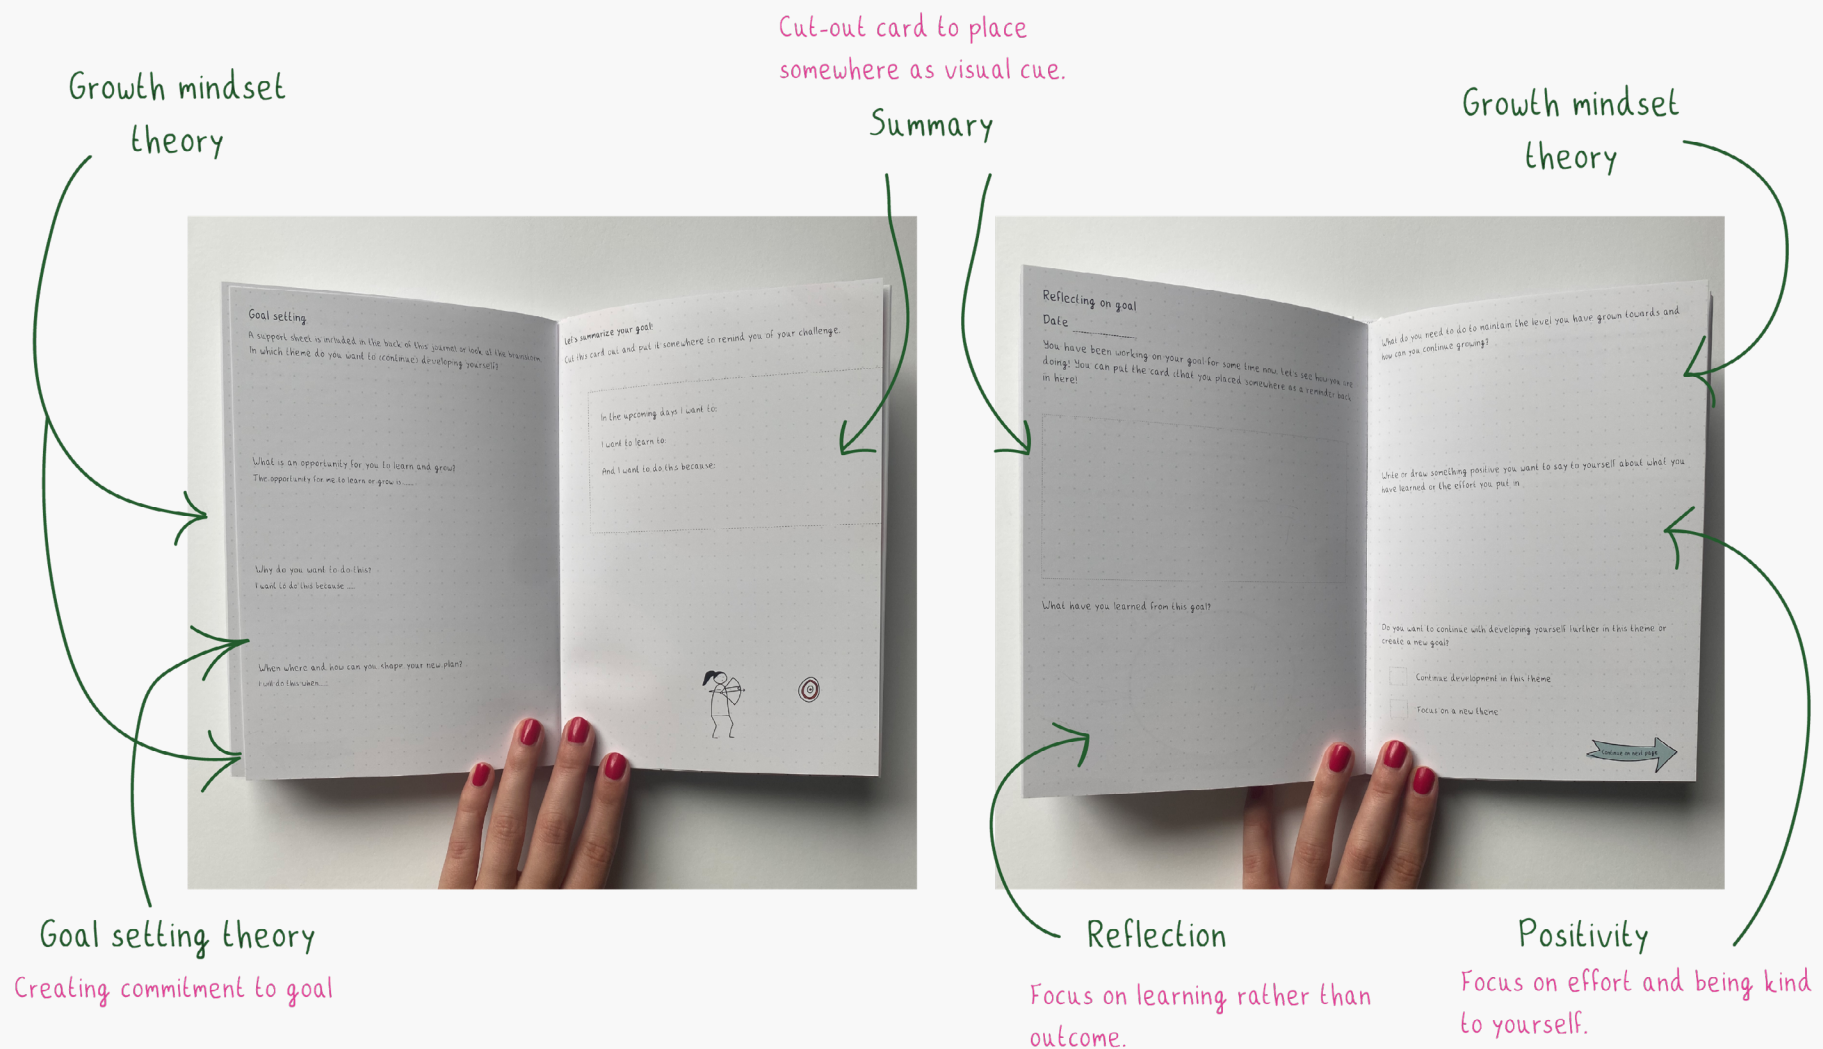 Cut-out card to place
somewhere as visual cue.
Growth mindset
theory
Summary
Growth mindset
theory
Goal setting
A support sheet is included in the back of this journal or look at the brainstorm.
In which theme do you want to (continue) developing yourself?
What is an opportunity for you to learn and grow?
The opportunity for me to learn or grow is.....
Why do you want to do this?
I want to do this because .....
When where and how can you shape your new plan?
I will do this when.....
Let's summarize your goal!
Cut this card out and put it somewhere to remind you of your challenge.
In the upcoming days I want to:
I want to learn to
And I want to do this because:
Reflecting on goal
Date
You have been working on your goal for some time now, let's see how you are
doing! You can put the card (that you placed somewhere as a reminder back
in here!
What have you learned from this goal?
What do you need to do to maintain the level you have grown towards and
how can you continue growing?
Write or draw something positive you want to say to yourself about what you
have learned or the effort you put in.
Do you want to continue with developing yourself further in this theme or
create a new goal?
Continue development in this theme
Focus on a new theme
Continue on next page
Goal setting theory
Creating commitment to goal
Reflection
Focus on learning rather than
outcome.
Positivity
Focus on effort and being kind
to yourself.